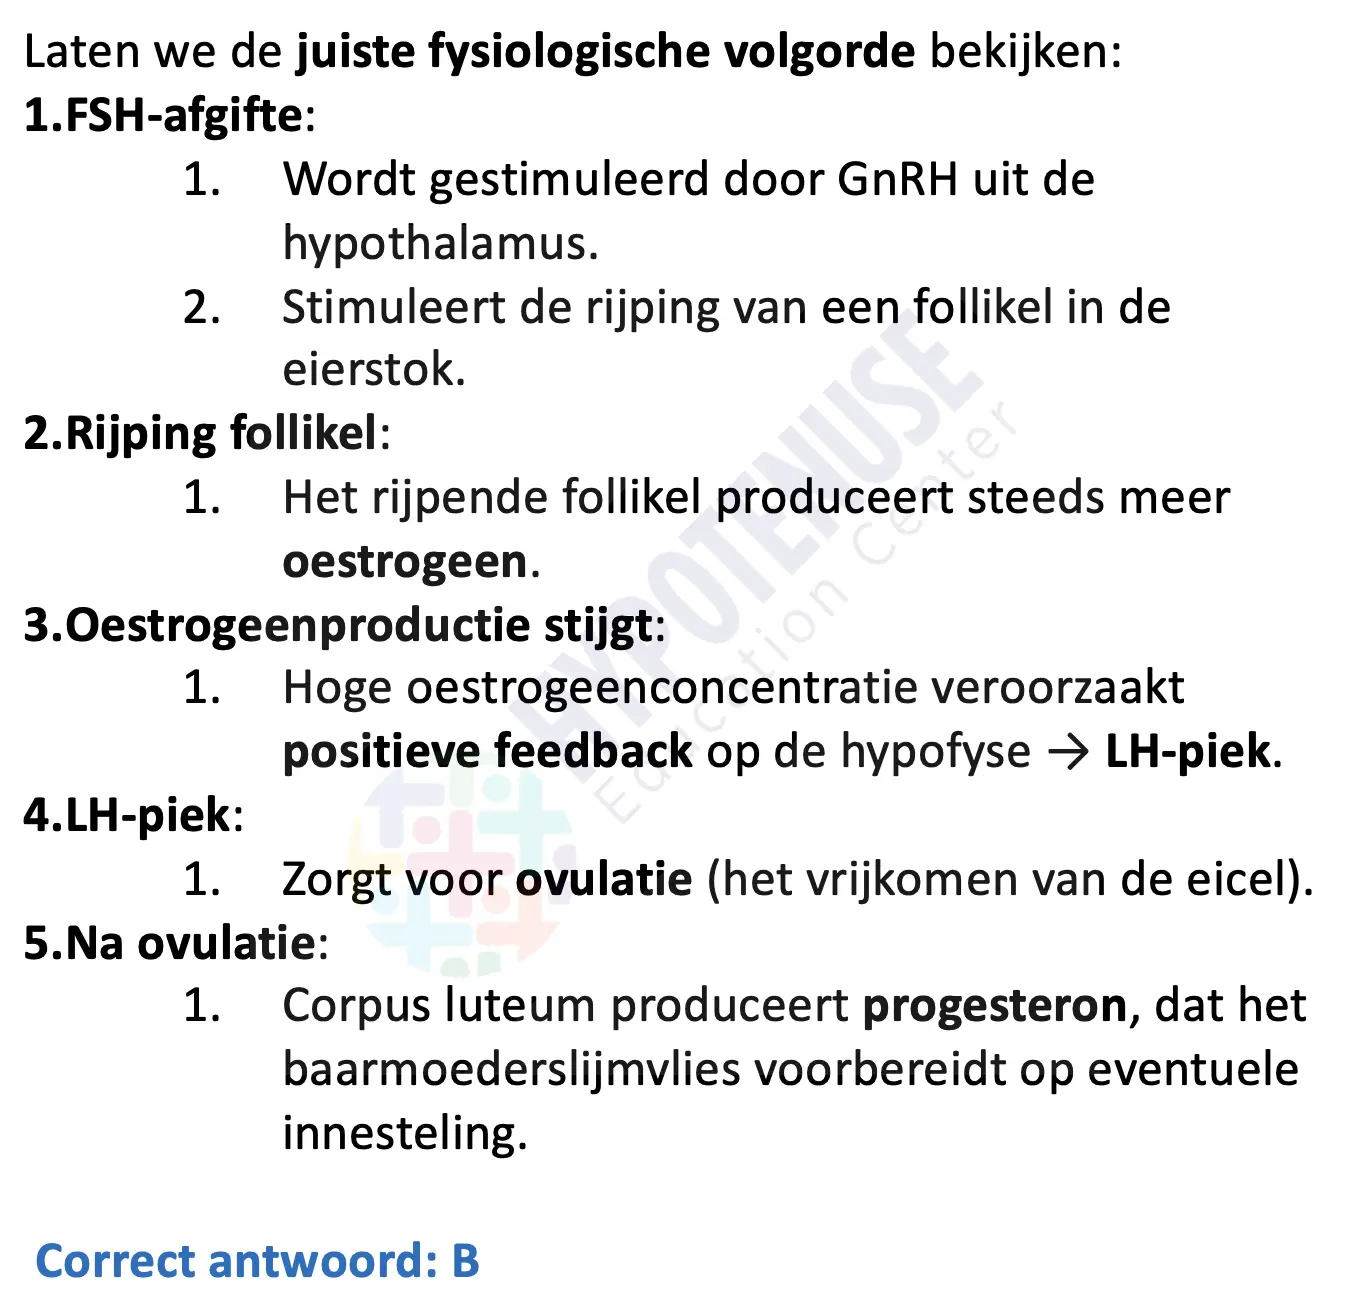 Laten we de juiste fysiologische volgorde bekijken:
1.FSH-afgifte:
1. Wordt gestimuleerd door GnRH uit de
hypothalamus.
2. Stimuleert de rijping van een follikel in de
eierstok.
2.Rijping follikel:
1. Het rijpende follikel produceert steeds meer
oestrogeen.
3.Oestrogeenproductie stijgt:
1. Hoge oestrogeenconcentratie veroorzaakt
positieve feedback op de hypofyse → LH-piek.
4.LH-piek:
1. Zorgt voor ovulatie (het vrijkomen van de eicel).
5.Na ovulatie:
1. Corpus luteum produceert progesteron, dat het
baarmoederslijmvlies voorbereidt op eventuele
innesteling.
Correct antwoord: B
HYPOTENUSE
Education Center